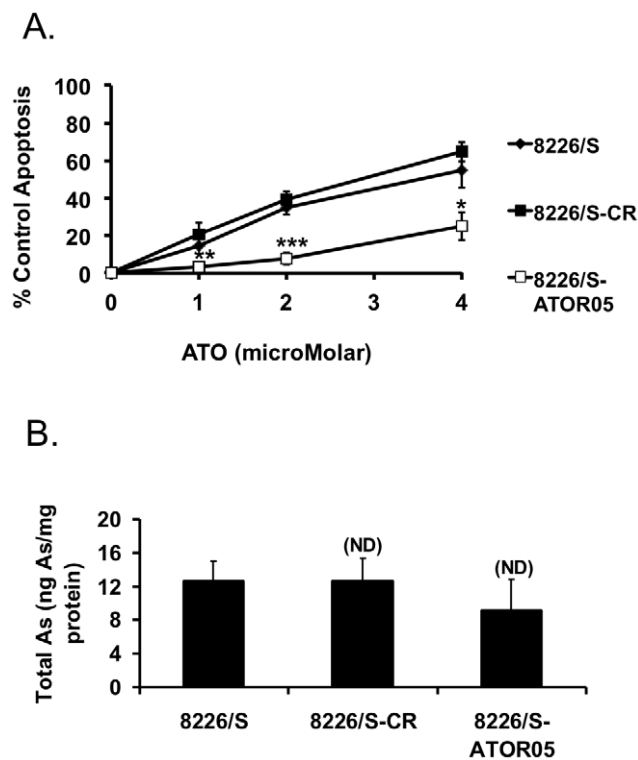 A.
% Control Apoptosis
100
80
60
40
20
0
**
***
*
0
1
2
3
4
ATO (microMolar)
8226/S
8226/S-CR
8226/S-
ATOR05
B.
Total As (ng As/mg
protein)
20
16
12
8
4
0
(ND)
(ND)
8226/S
8226/S-CR
8226/S-
ATOR05